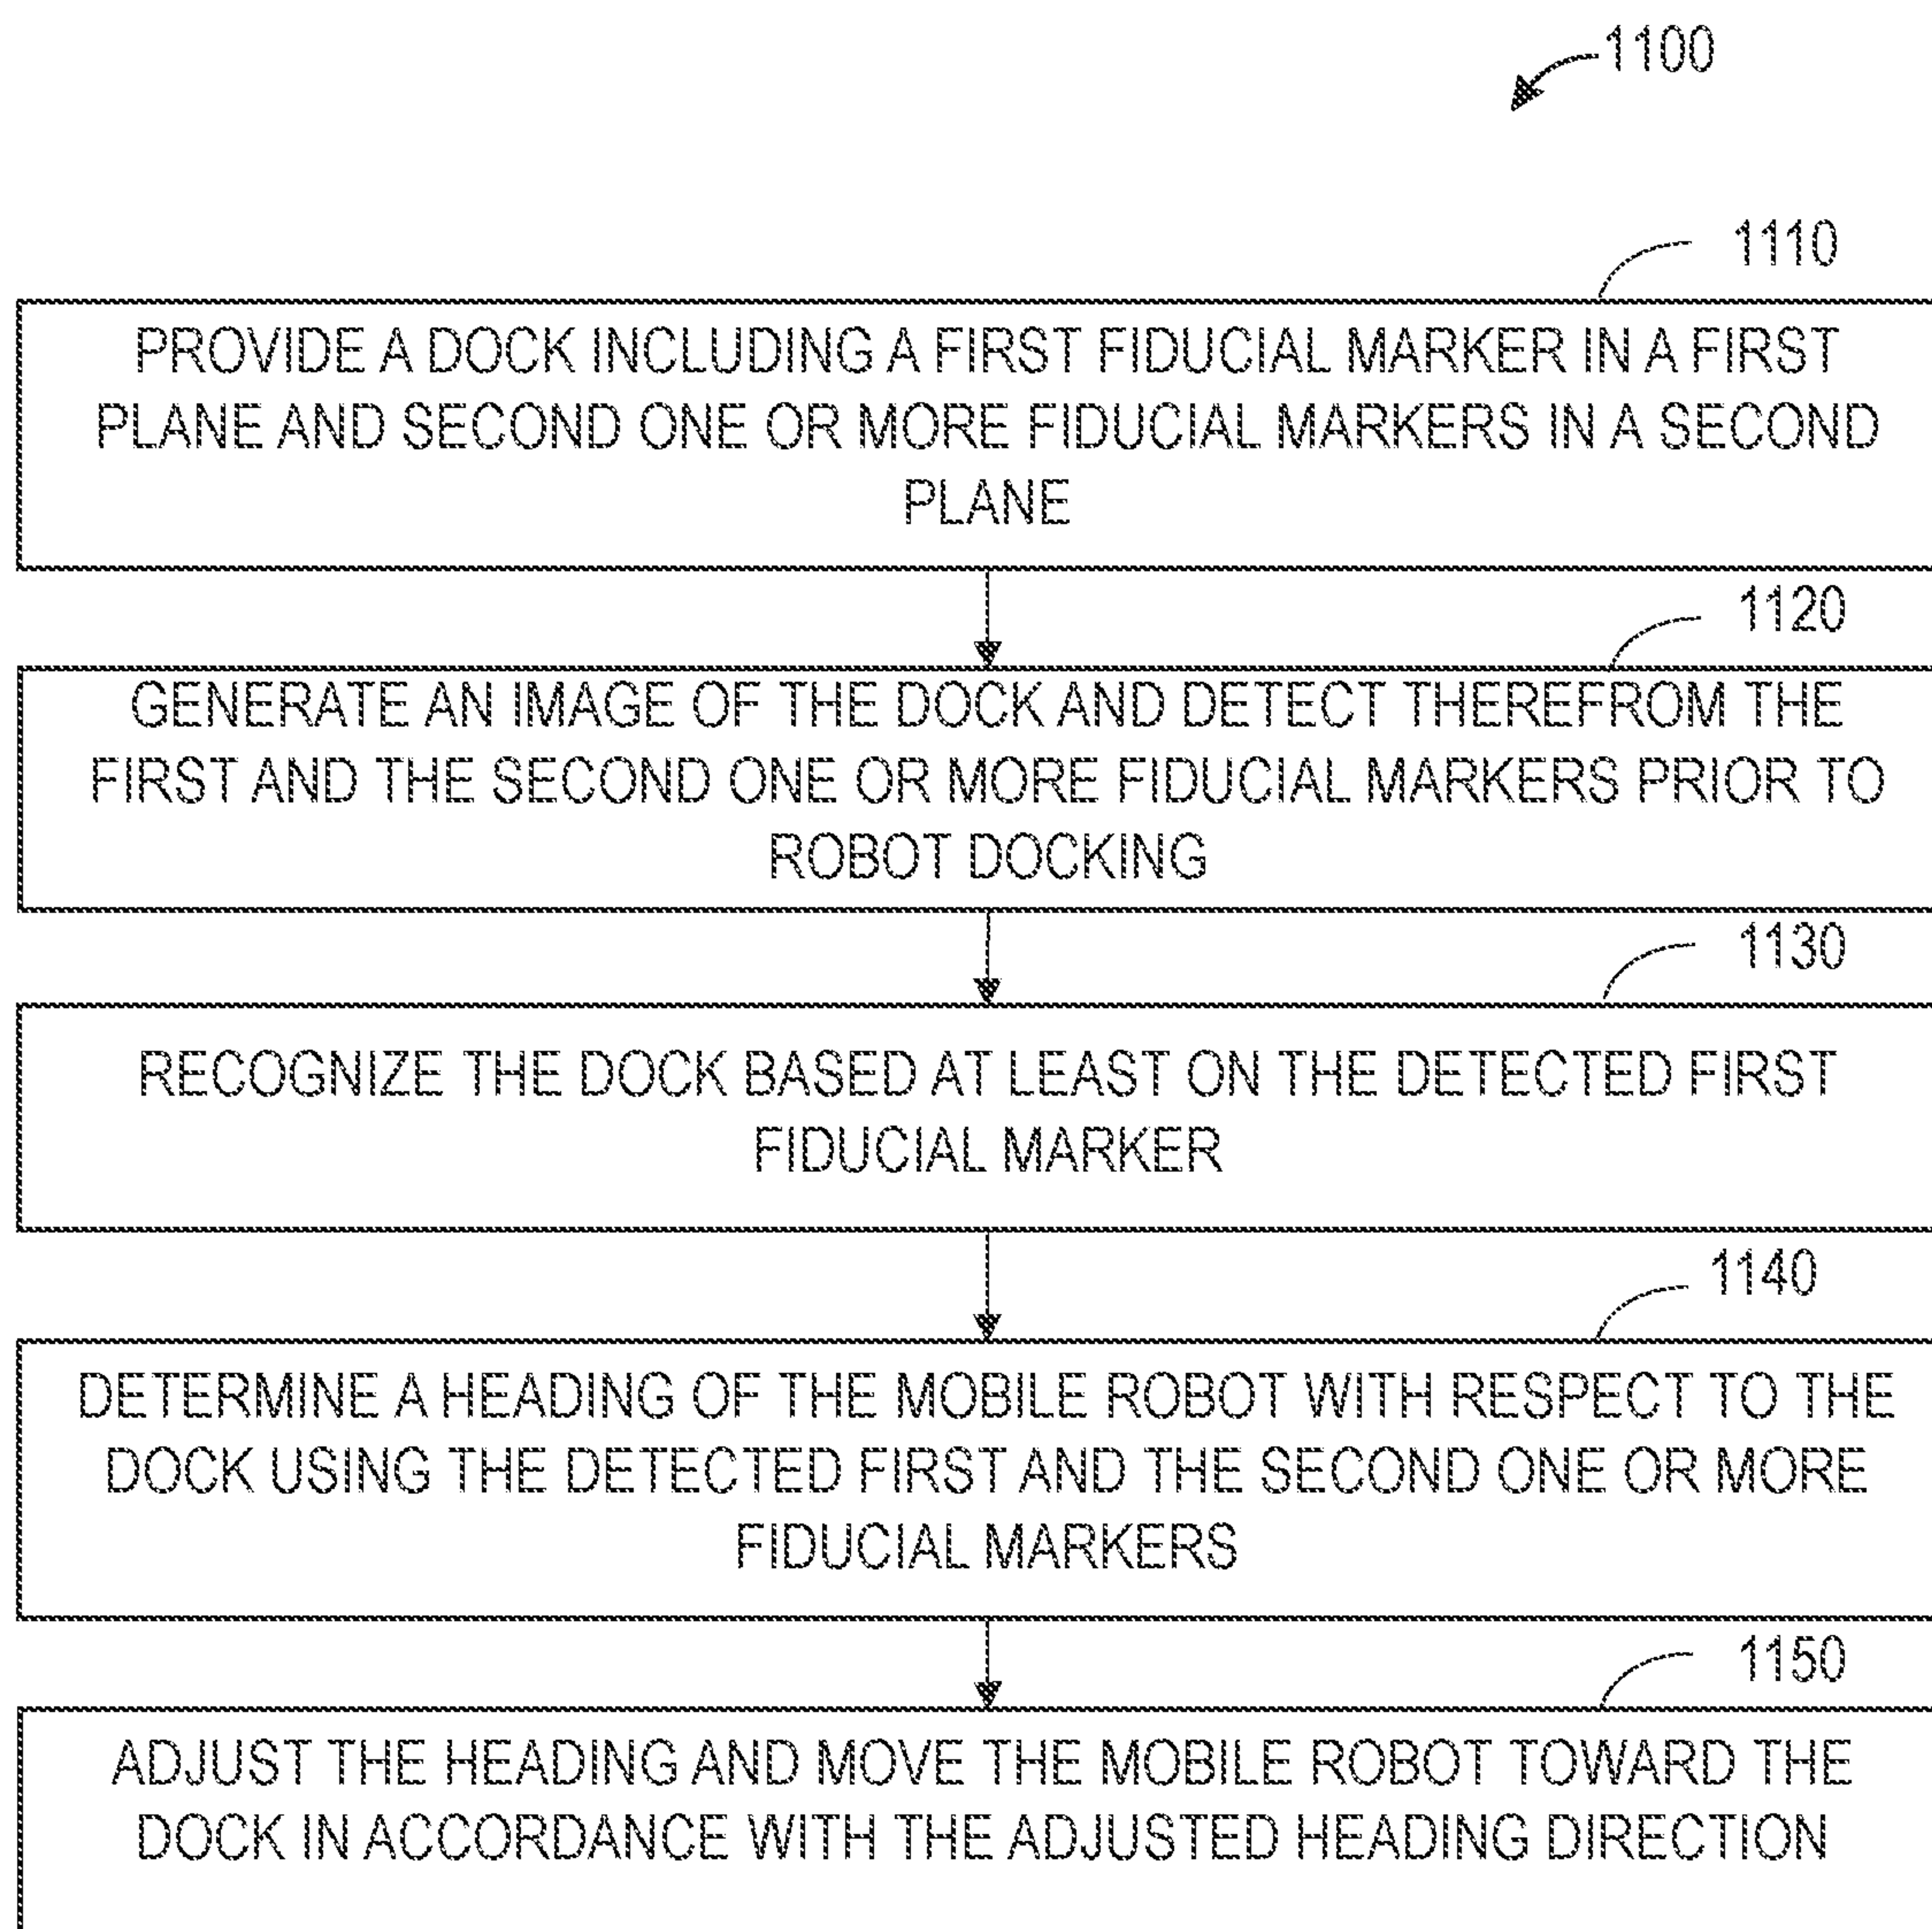 1100
1110
PROVIDE A DOCK INCLUDING A FIRST FIDUCIAL MARKER IN A FIRST
PLANE AND SECOND ONE OR MORE FIDUCIAL MARKERS IN A SECOND
PLANE
1120
GENERATE AN IMAGE OF THE DOCK AND DETECT THEREFROM THE
FIRST AND THE SECOND ONE OR MORE FIDUCIAL MARKERS PRIOR TO
ROBOT DOCKING
1130
RECOGNIZE THE DOCK BASED AT LEAST ON THE DETECTED FIRST
FIDUCIAL MARKER
1140
DETERMINE A HEADING OF THE MOBILE ROBOT WITH RESPECT TO THE
DOCK USING THE DETECTED FIRST AND THE SECOND ONE OR MORE
FIDUCIAL MARKERS
1150
ADJUST THE HEADING AND MOVE THE MOBILE ROBOT TOWARD THE
DOCK IN ACCORDANCE WITH THE ADJUSTED HEADING DIRECTION